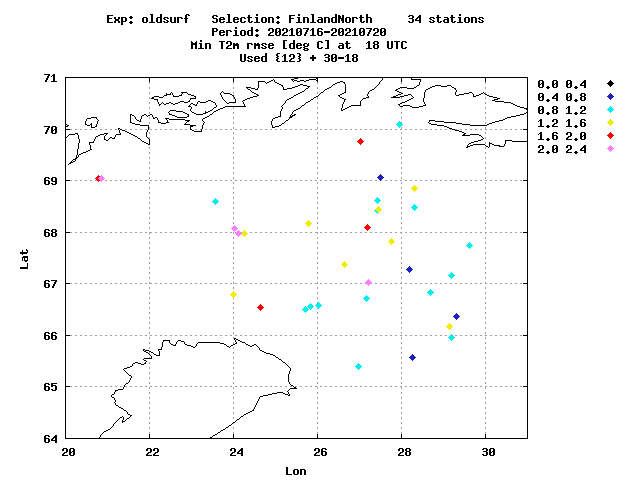 Exp: oldsurf   Selection: FinlandNorth     34 stations
Period: 20210716-20210720
Min T2m rmse [deg C] at  18 UTC
Used {12} + 30-18
71
70
69
68
67
66
65
64
20 22 24 26 28 30
Lat
Lon
0.0 0.4
0.4 0.8
0.8 1.2
1.2 1.6
1.6 2.0
2.0 2.4